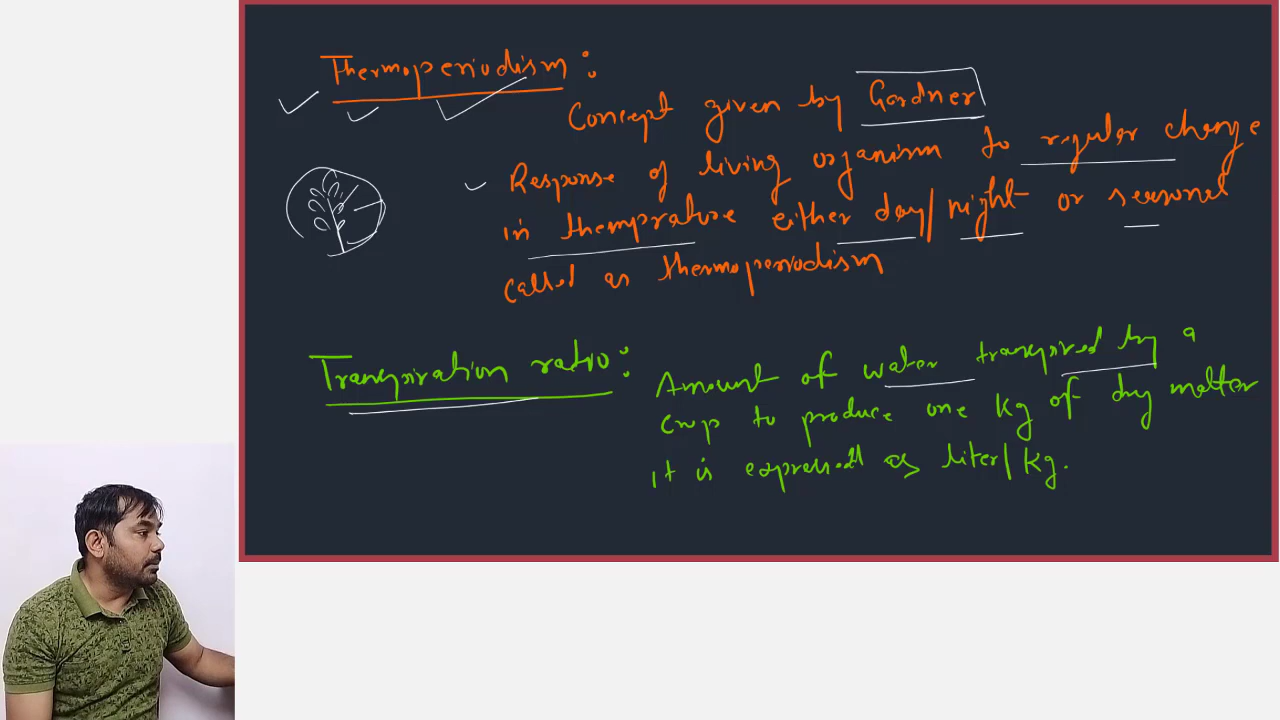 Thermoperiodism :
Concept given by Gardner
Response of living organism to regular change
in themprature either day/night or seasonal
called as thermoperiodism
Transpiration ratio :
Amount of water transpired by a
crop to produce one kg of dry matter
it is expressed as liter/kg.